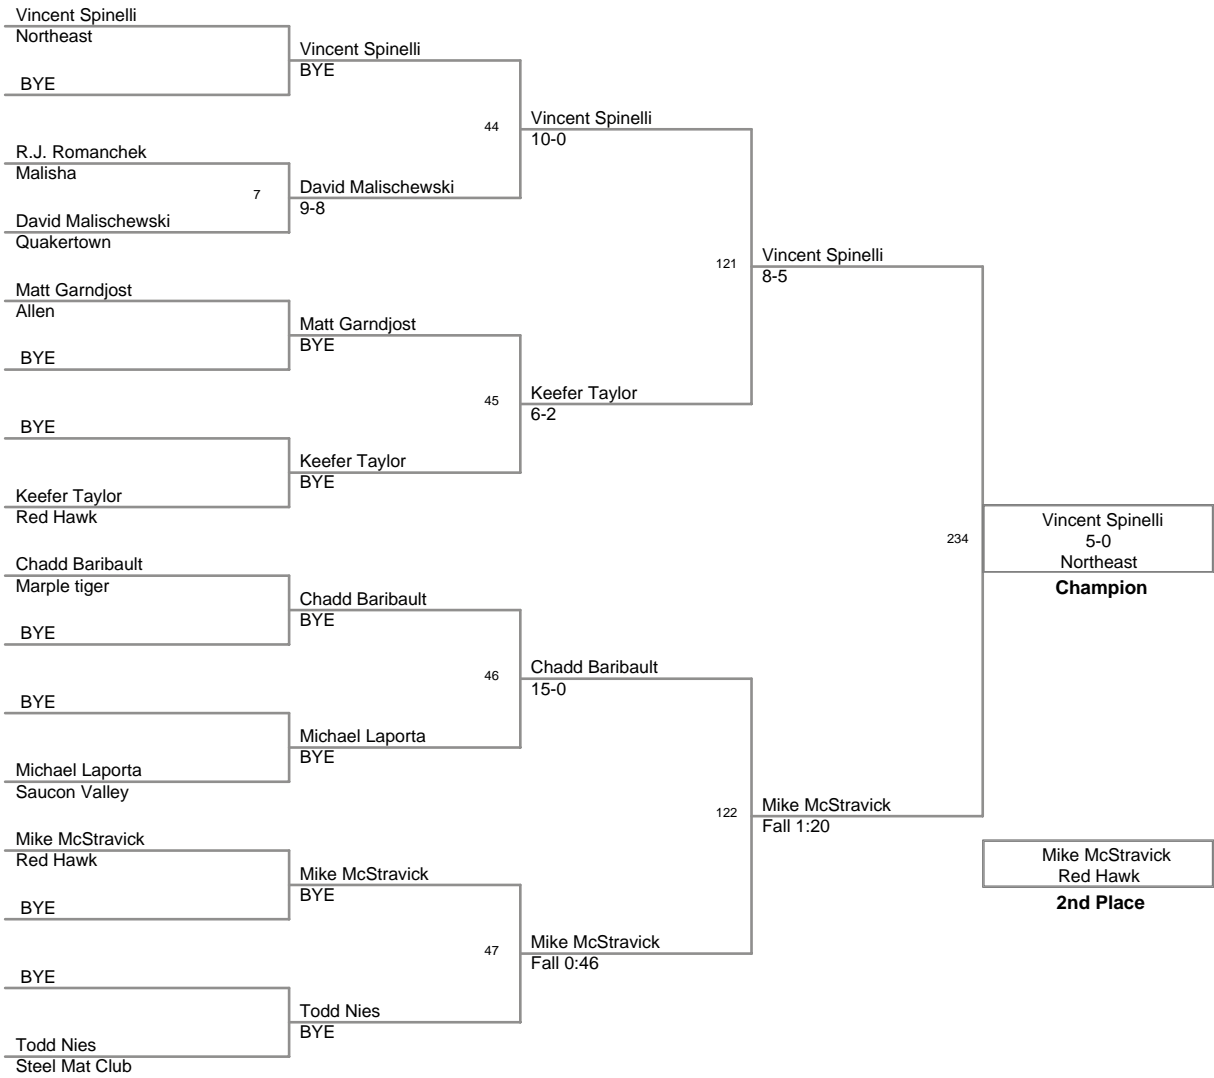 Vincent Spinelli
Northeast
BYE
R.J. Romanchek
Malisha
7
David Malischewski
Quakertown
Matt Garndjost
Allen
BYE
BYE
Keefer Taylor
Red Hawk
Chadd Baribault
Marple tiger
BYE
BYE
Michael Laporta
Saucon Valley
Mike McStravick
Red Hawk
BYE
BYE
Todd Nies
Steel Mat Club
Vincent Spinelli
BYE
44
David Malischewski
9-8
Matt Garndjost
BYE
45
Keefer Taylor
BYE
Chadd Baribault
BYE
46
Michael Laporta
BYE
Mike McStravick
BYE
47
Todd Nies
BYE
Vincent Spinelli
10-0
121
Keefer Taylor
6-2
Chadd Baribault
15-0
122
Mike McStravick
Fall 0:46
Vincent Spinelli
8-5
234
Mike McStravick
Fall 1:20
Vincent Spinelli
5-0
Northeast
Champion
Mike McStravick
Red Hawk
2nd Place